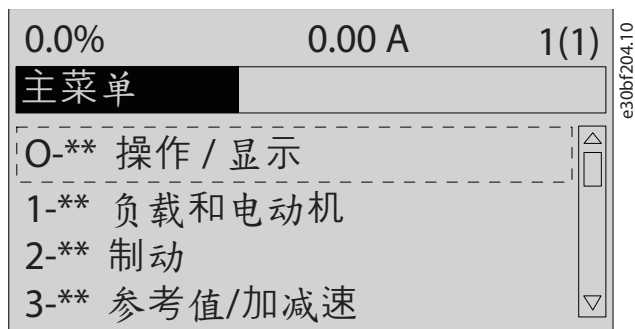 0.0% 0.00 A 1(1)
主菜单
O-** 操作 / 显示
1-** 负载和电动机
2-** 制动
3-** 参考值/加减速
e30bf204.10